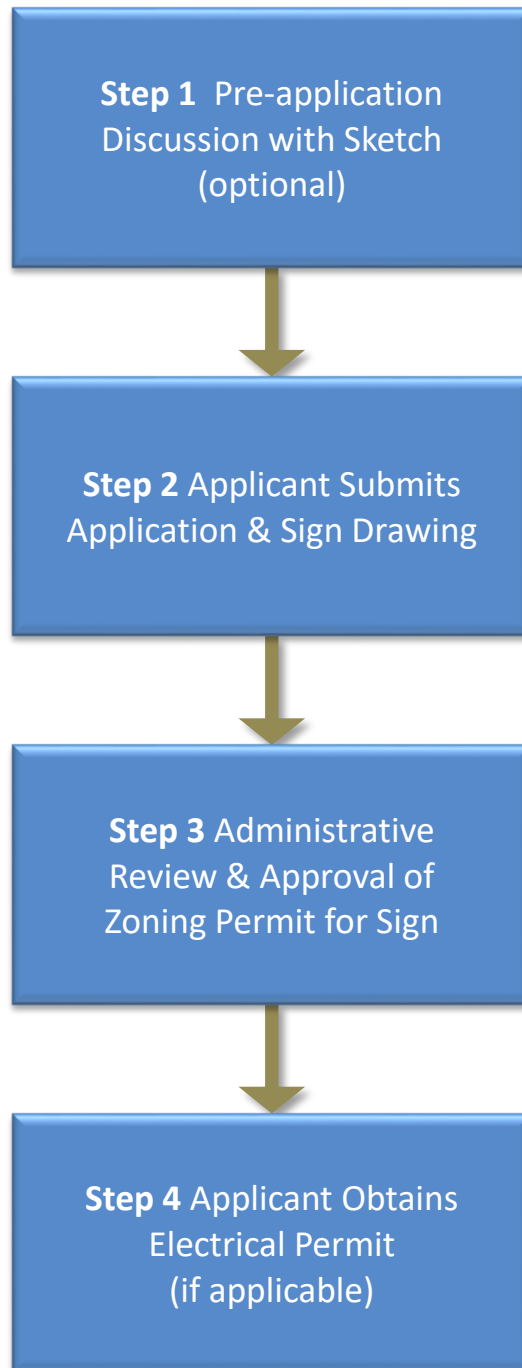 Step 1 Pre-application
Discussion with Sketch
(optional)
Step 2 Applicant Submits
Application & Sign Drawing
Step 3 Administrative
Review & Approval of
Zoning Permit for Sign
Step 4 Applicant Obtains
Electrical Permit
(if applicable)